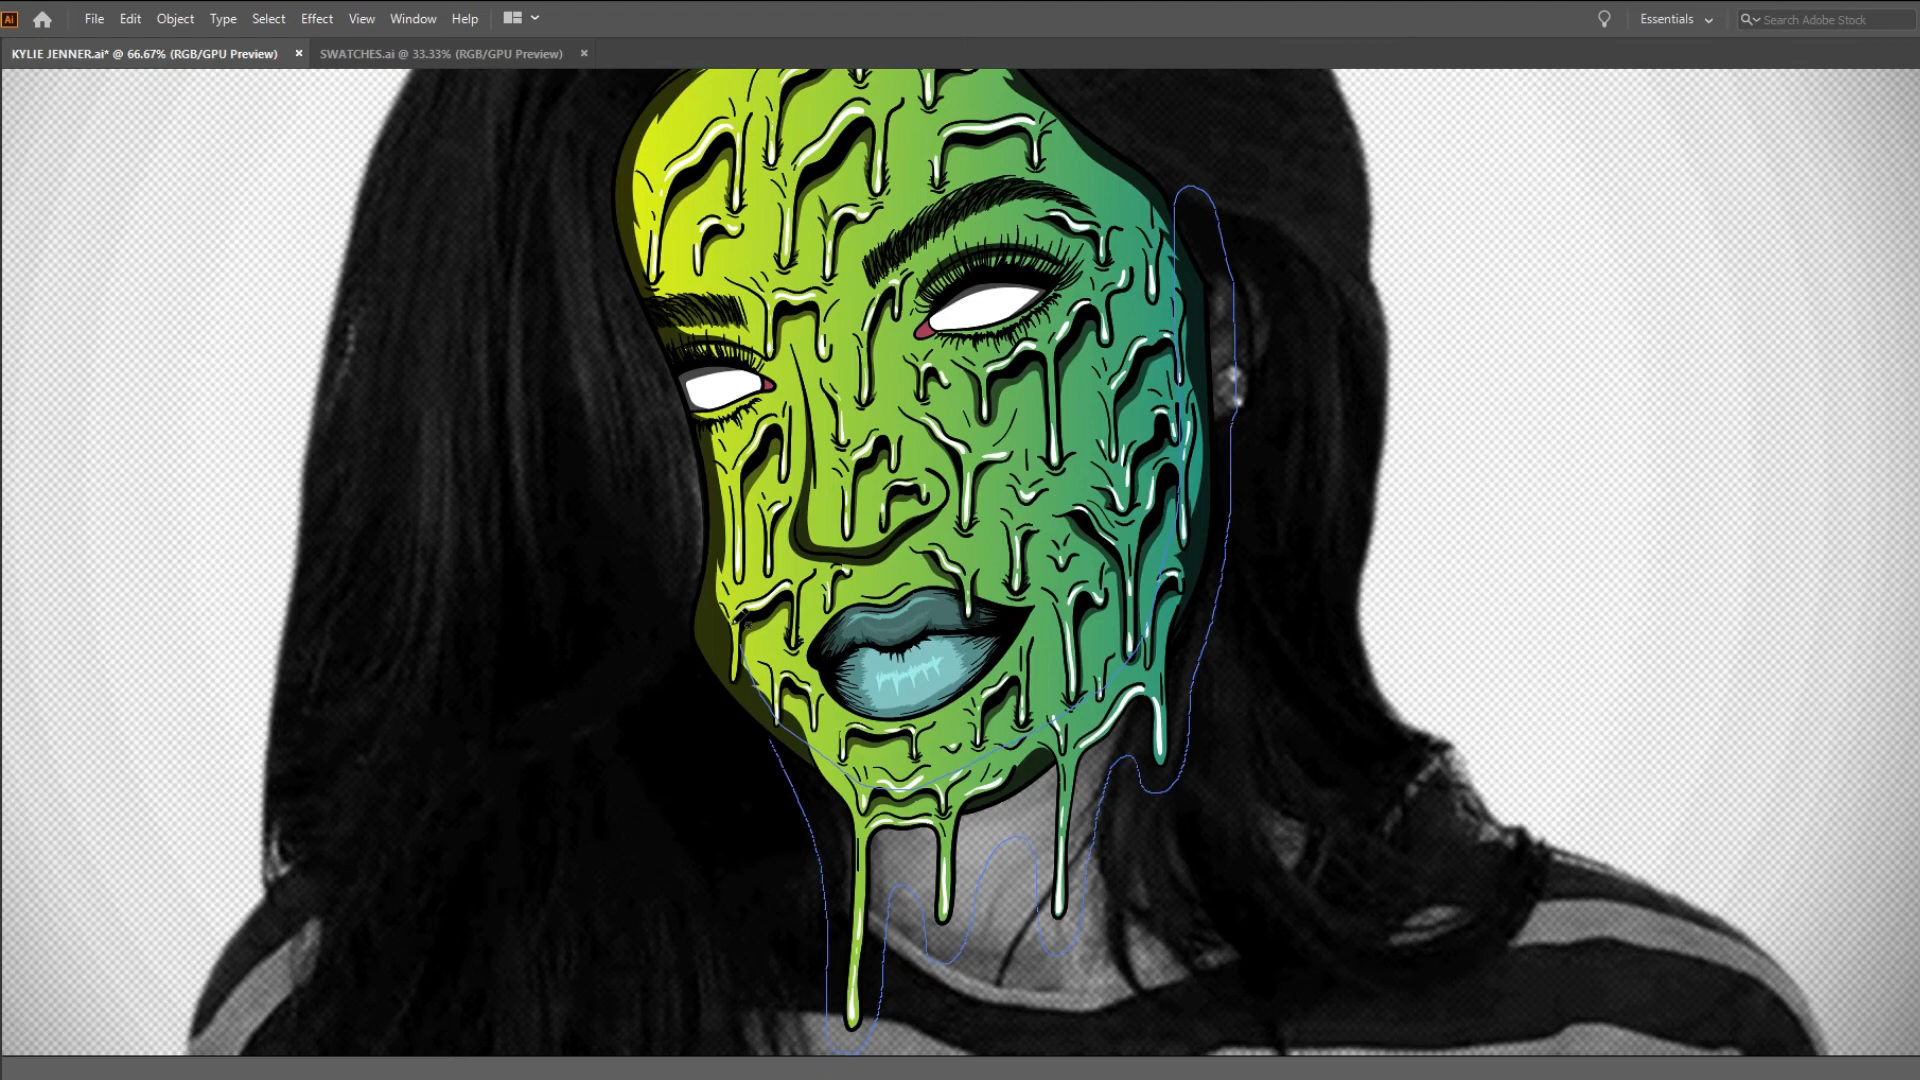 Ai File Edit Object Type Select Effect View Window Help Essentials Search Adobe Stock
KYLIE JENNER.ai* @ 66.67% (RGB/GPU Preview) × SWATCHES.ai @ 33.33% (RGB/GPU Preview) ×